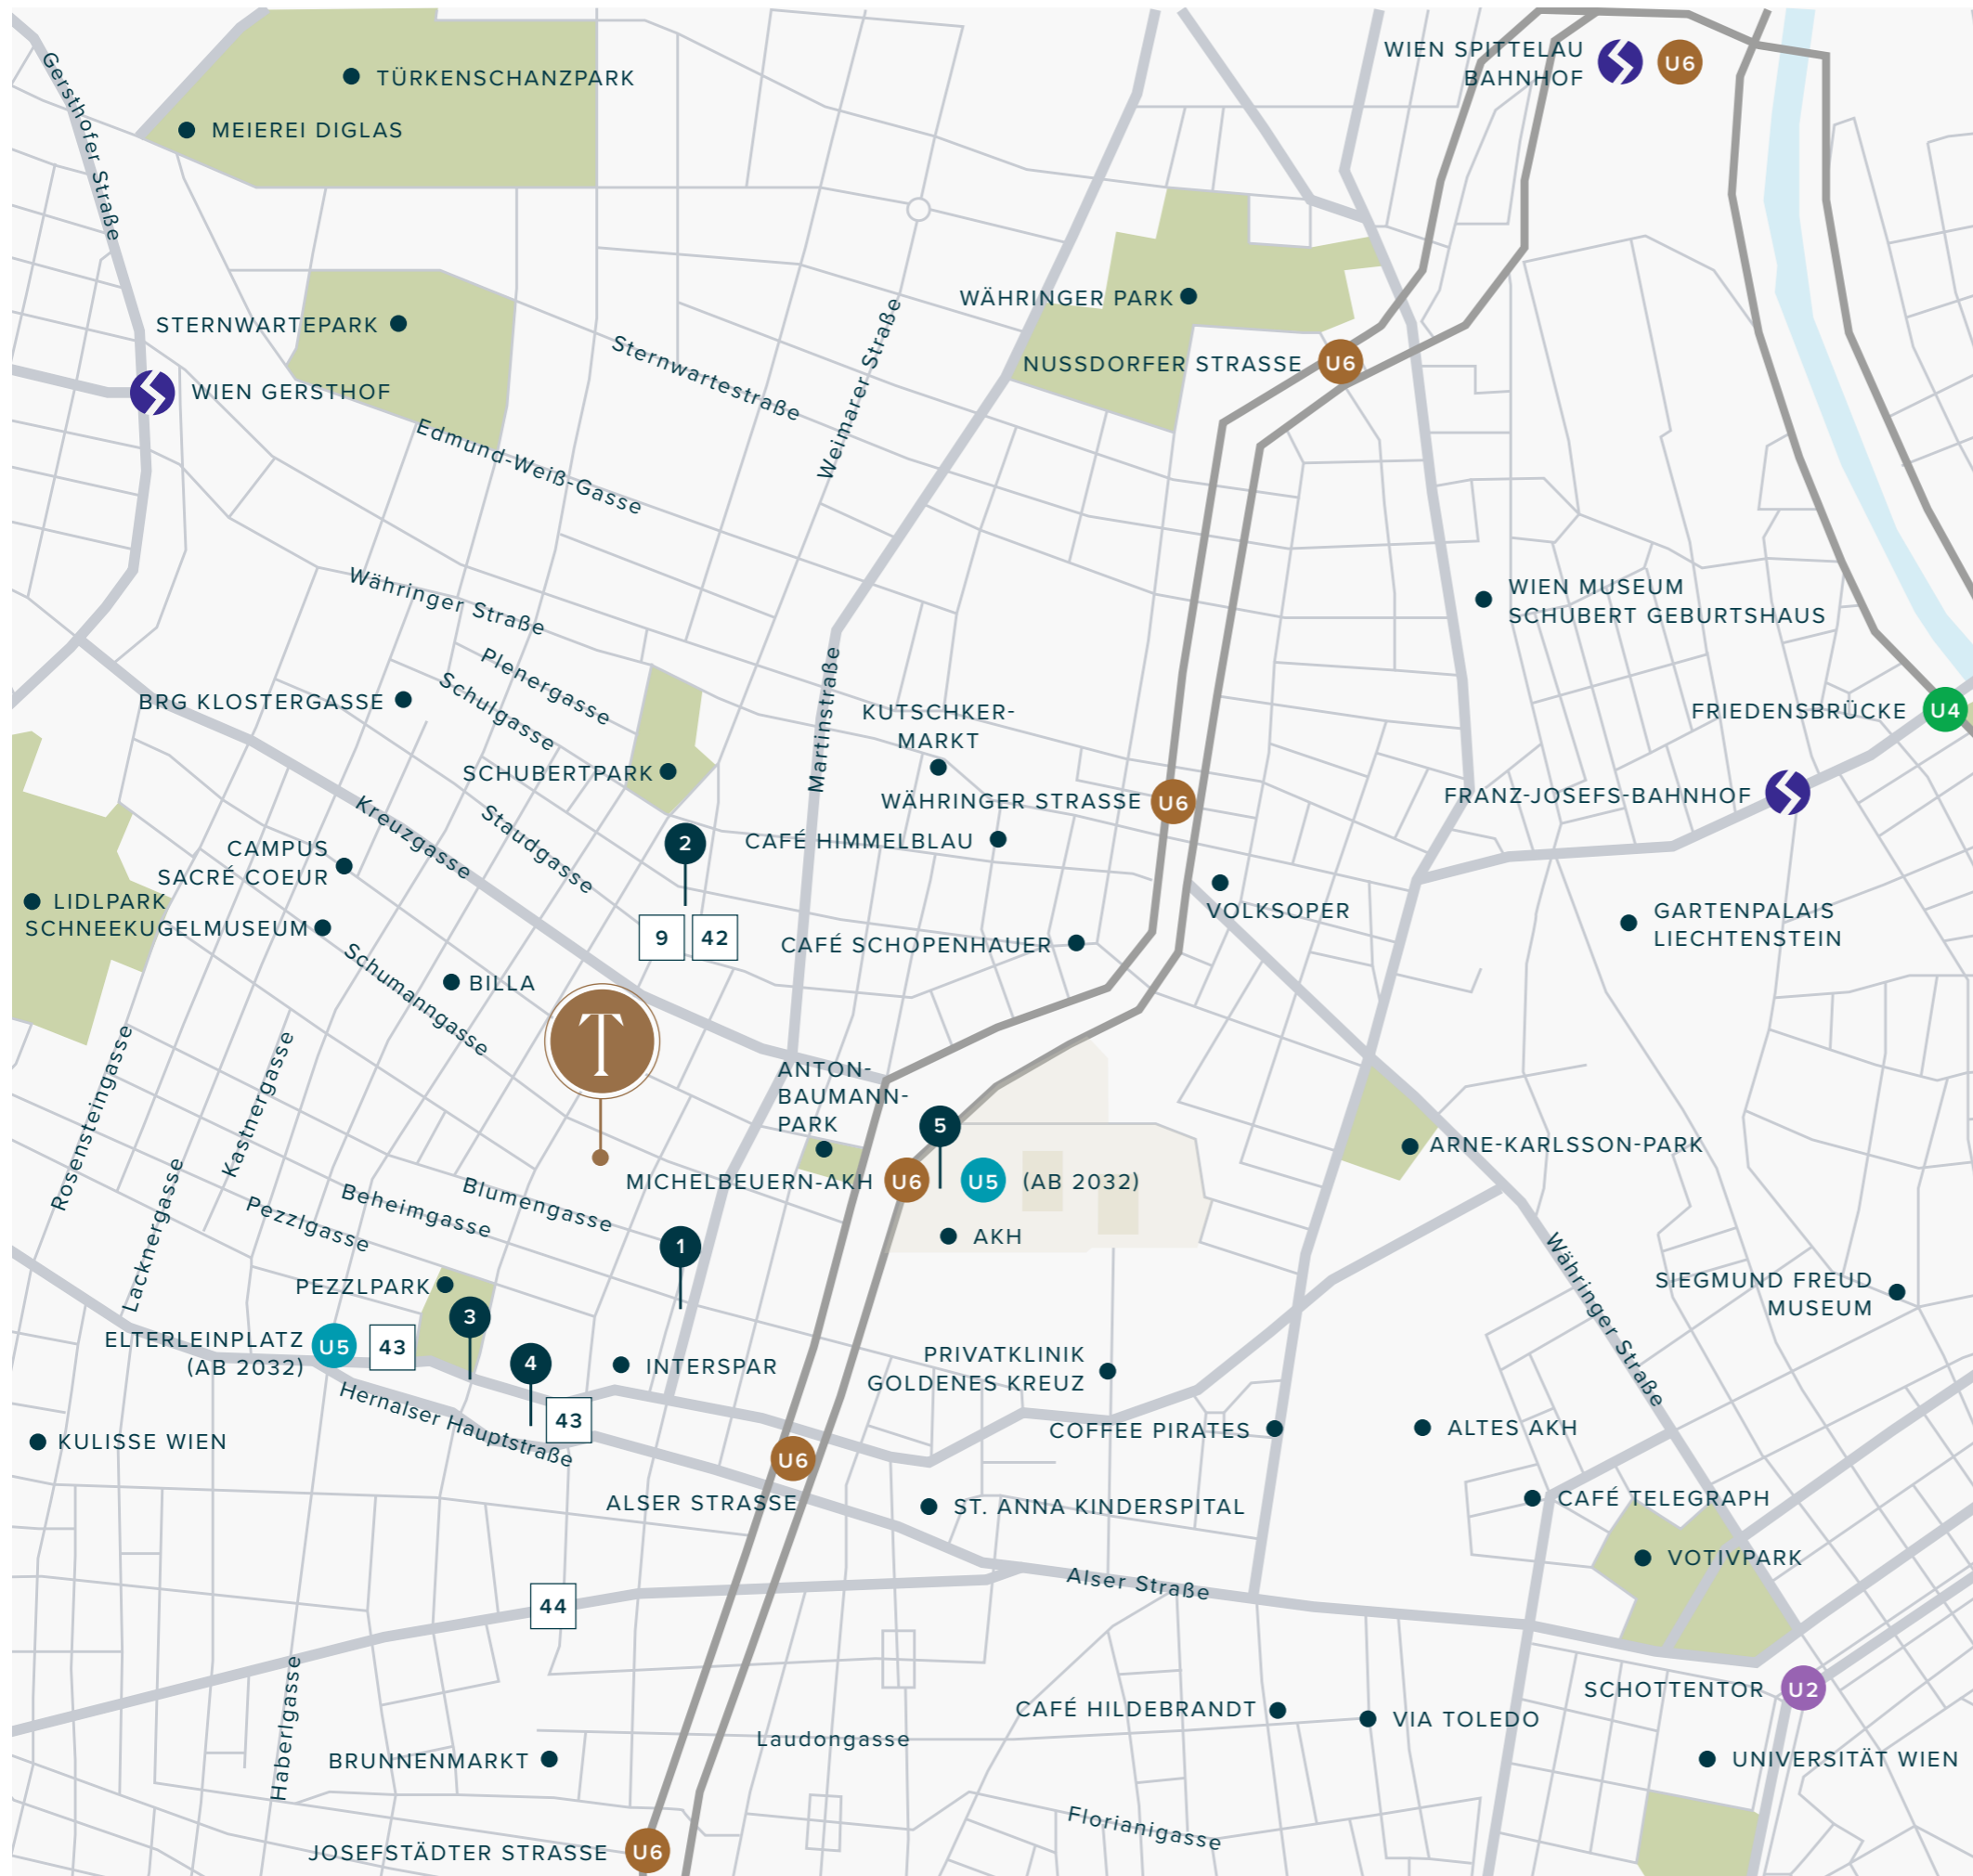 WIEN SPITTELAU
BAHNHOF
U6
TÜRKENSCHANZPARK
MEIEREI DIGLAS
Gersthofer Straße
WÄHRINGER PARK
STERNWARTEPARK
Sternwartestraße
Weimarer Straße
NUSSDORFER STRASSE
U6
WIEN GERSTHOF
Edmund-Weiß-Gasse
Währinger Straße
WIEN MUSEUM
SCHUBERT GEBURTSHAUS
Plenergasse
Schulgasse
Martinstraße
BRG KLOSTERGASSE
KUTSCHKER-
MARKT
FRIEDENSBRÜCKE
U4
SCHUBERTPARK
WÄHRINGER STRASSE
U6
FRANZ-JOSEFS-BAHNHOF
Kreuzgasse
Staudgasse
2
CAFÉ HIMMELBLAU
CAMPUS
SACRÉ COEUR
LIDLPARK
SCHNEEKUGELMUSEUM
VOLKSOPER
GARTENPALAIS
LIECHTENSTEIN
9
42
CAFÉ SCHOPENHAUER
Schumanngasse
BILLA
T
Rosensteingasse
Kastnergasse
ANTON-
BAUMANN-
PARK
5
ARNE-KARLSSON-PARK
MICHELBEUERN-AKH
U6
U5
(AB 2032)
Lacknergasse
Pezzlgasse
Beheimgasse
Blumengasse
1
AKH
Währinger Straße
PEZZLPARK
3
SIEGMUND FREUD
MUSEUM
ELTERLEINPLATZ
(AB 2032)
U5
43
4
INTERSPAR
PRIVATKLINIK
GOLDENES KREUZ
Hernalser Hauptstraße
43
KULISSE WIEN
COFFEE PIRATES
ALTES AKH
U6
ALSER STRASSE
ST. ANNA KINDERSPITAL
CAFÉ TELEGRAPH
VOTIVPARK
Alser Straße
44
Haberlgasse
SCHOTTENTOR
U2
CAFÉ HILDEBRANDT
VIA TOLEDO
Laudongasse
BRUNNENMARKT
UNIVERSITÄT WIEN
Florianigasse
JOSEFSTÄDTER STRASSE
U6